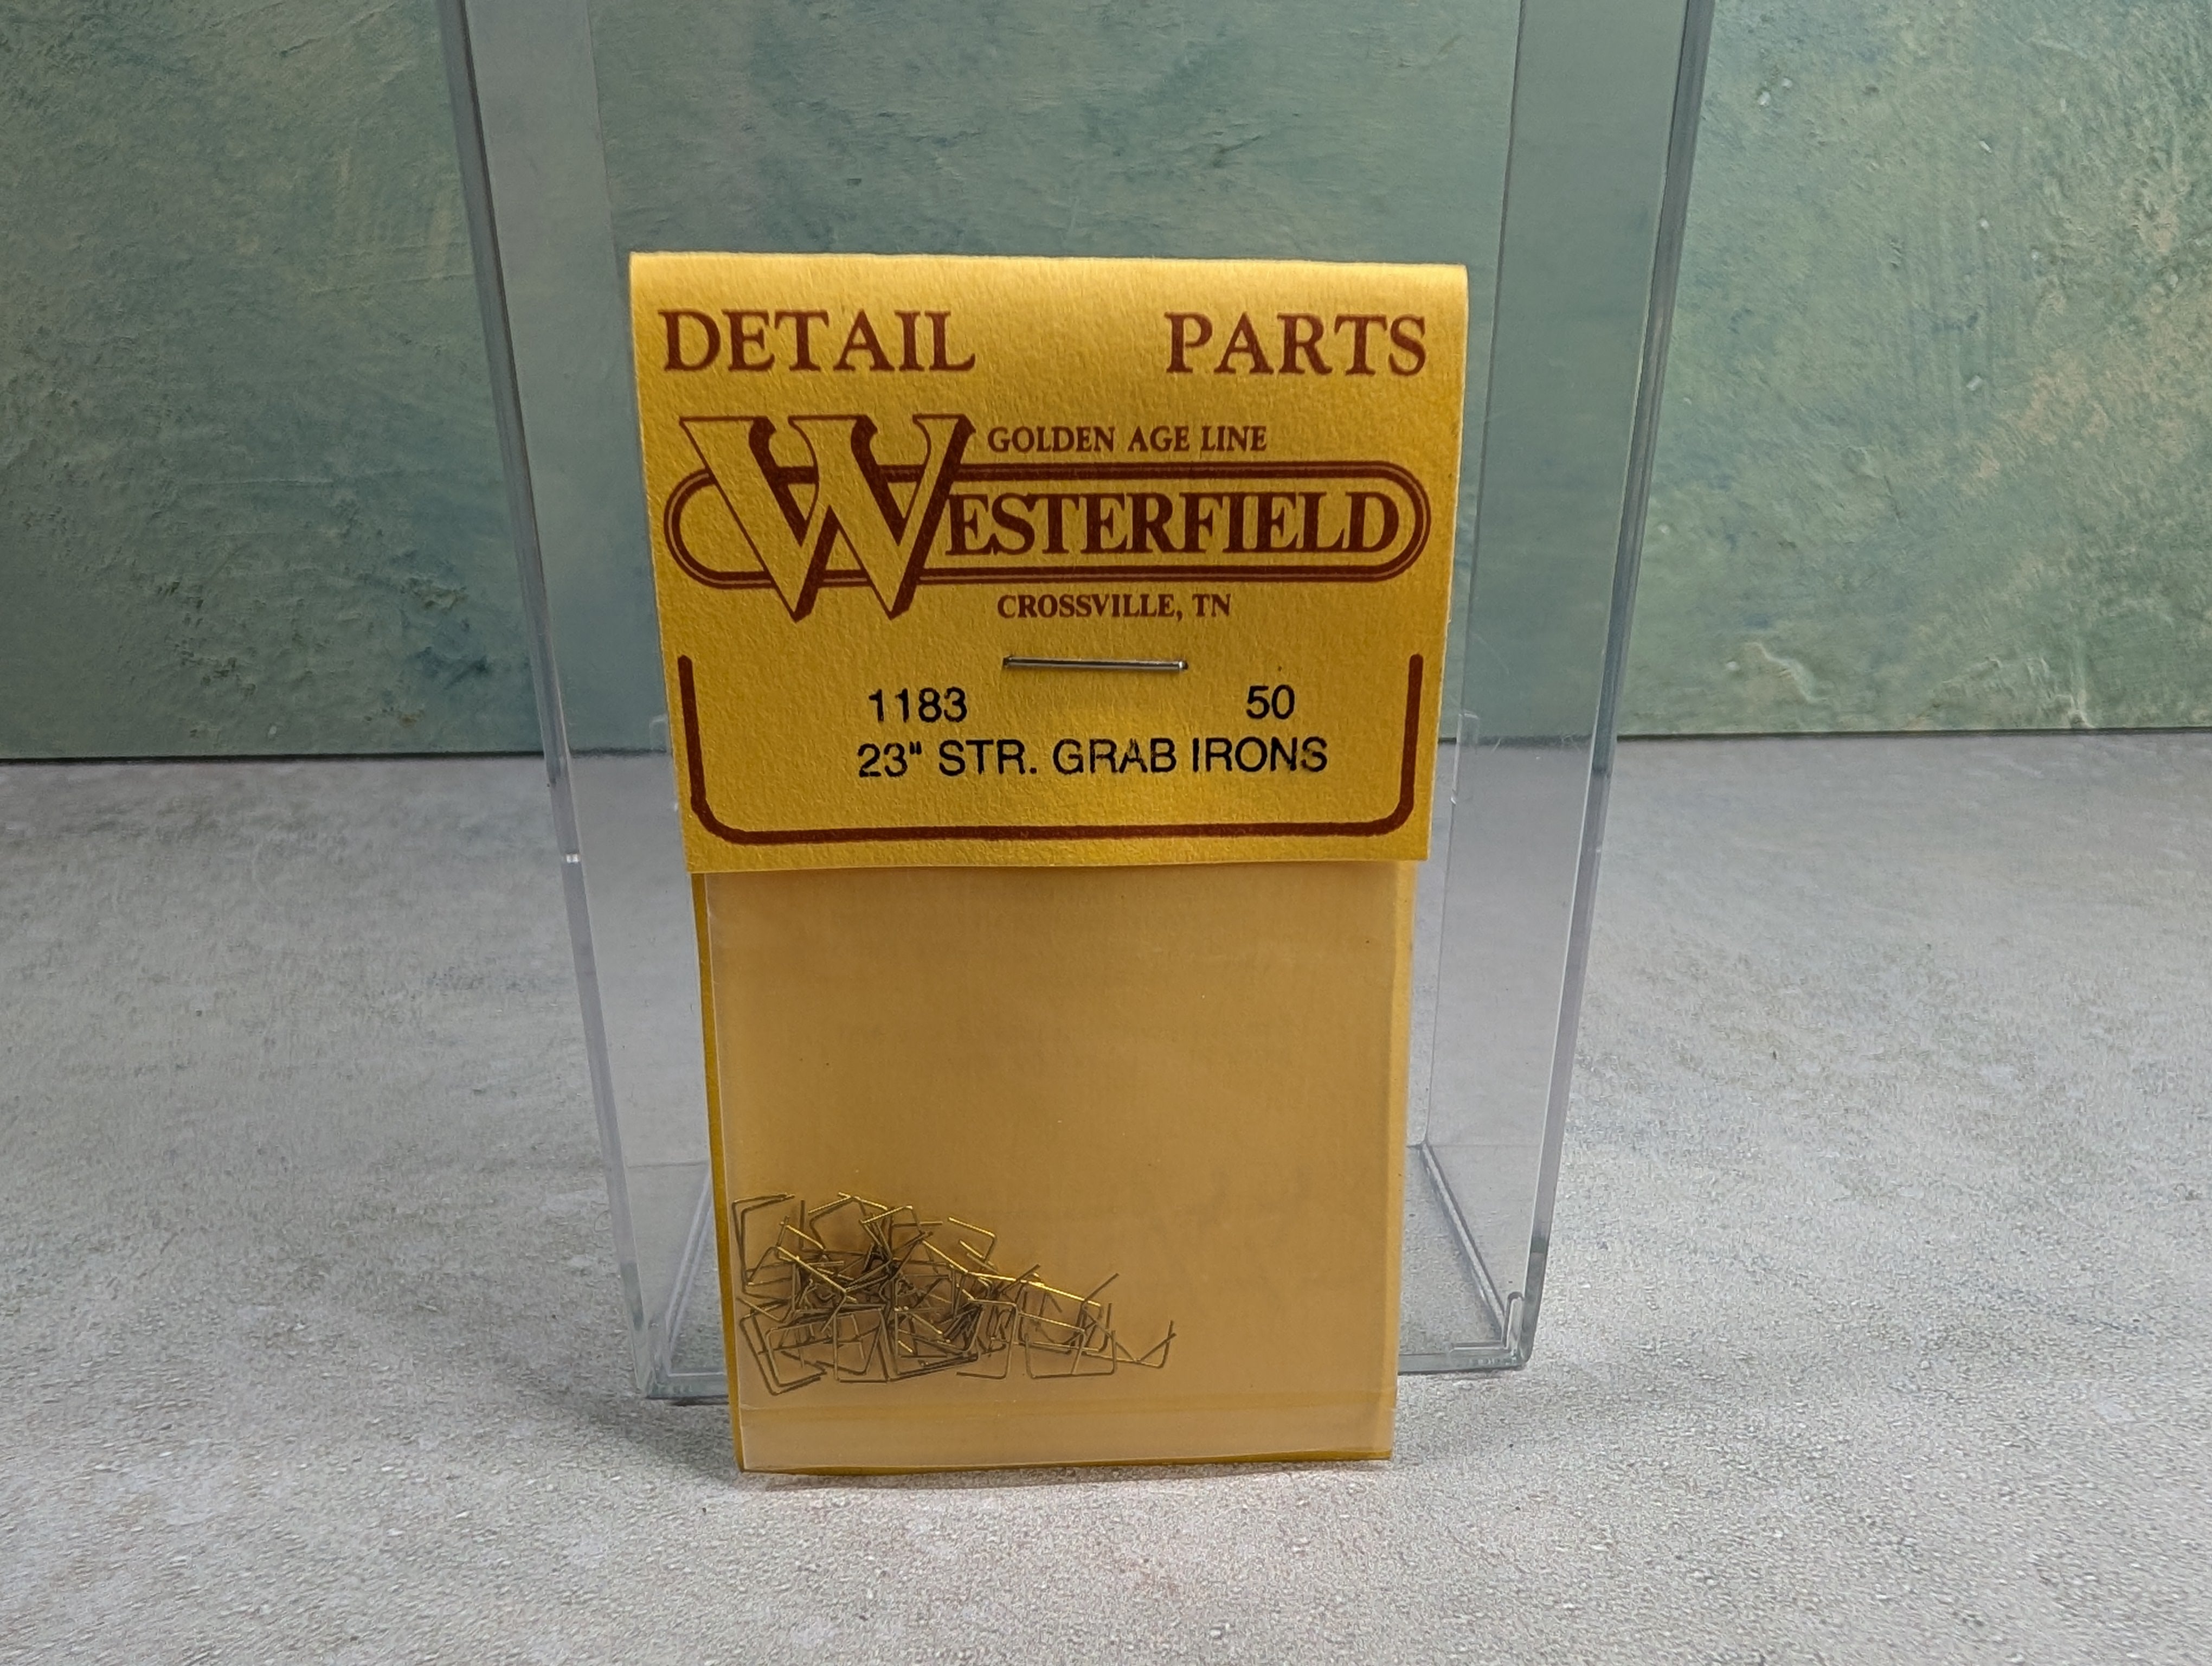 DETAIL PARTS
GOLDEN AGE LINE
WESTERFIELD
CROSSVILLE, TN
1183 50
23" STR. GRAB IRONS